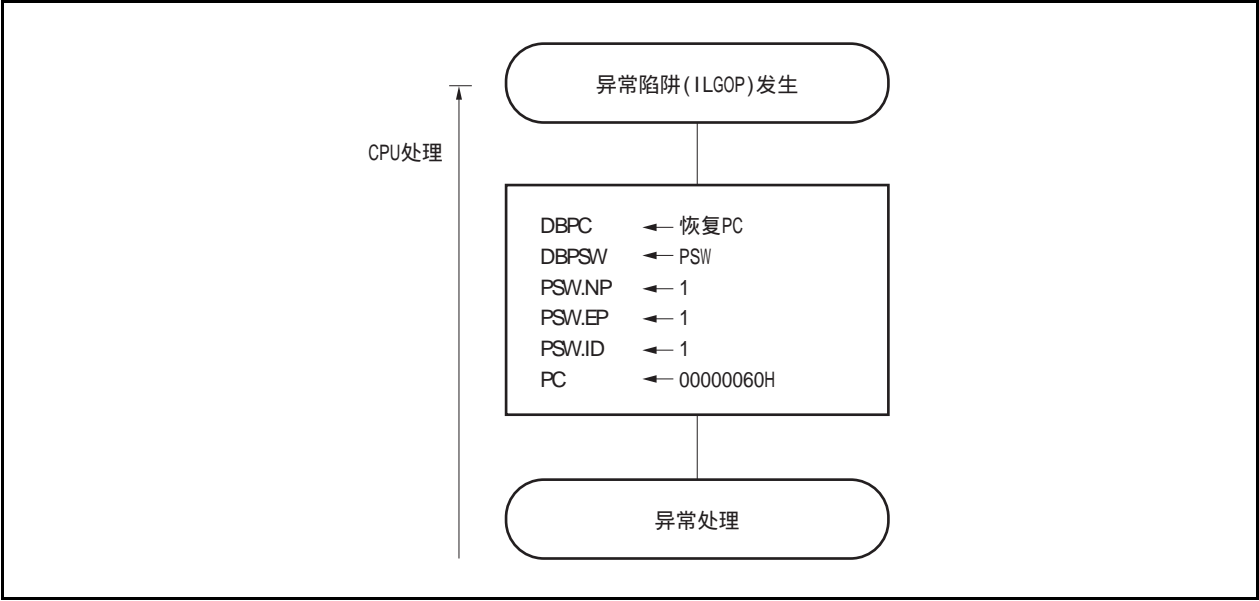 异常陷阱(ILGOP)发生
CPU处理
DBPC ← 恢复PC
DBPSW ← PSW
PSW.NP ← 1
PSW.EP ← 1
PSW.ID ← 1
PC ← 00000060H
异常处理